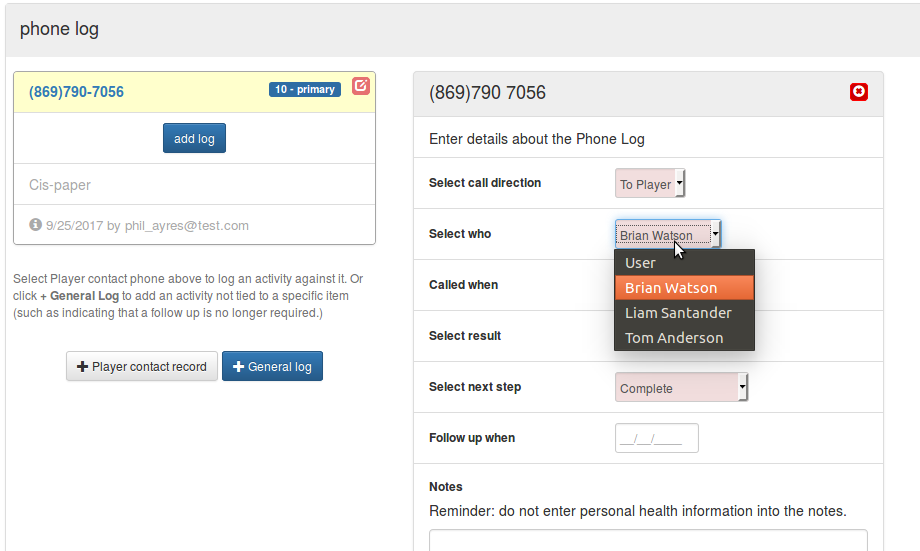 phone log
(869)790-7056
10 - primary
add log
Cis-paper
9/25/2017 by phil_ayres@test.com
Select Player contact phone above to log an activity against it. Or
click + General Log to add an activity not tied to a specific item
(such as indicating that a follow up is no longer required.)
+ Player contact record
+ General log
(869)790 7056
Enter details about the Phone Log
Select call direction
To Player
Select who
Brian Watson
User
Brian Watson
Liam Santander
Tom Anderson
Called when
Select result
Select next step
Complete
Follow up when
__/__/____
Notes
Reminder: do not enter personal health information into the notes.